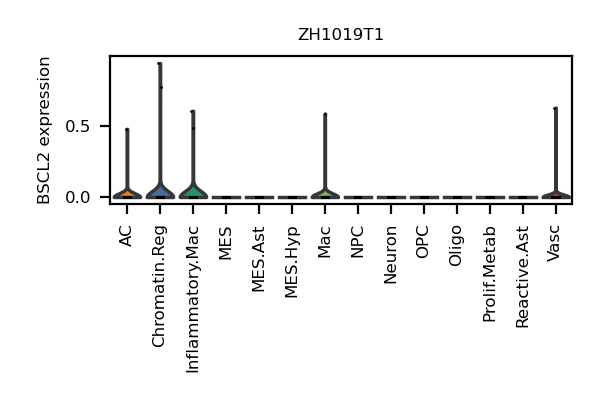 ZH1019T1
BSCL2 expression
0.5
0.0
AC
Chromatin.Reg
Inflammatory.Mac
MES
MES.Ast
MES.Hyp
Mac
NPC
Neuron
OPC
Oligo
Prolif.Metab
Reactive.Ast
Vasc